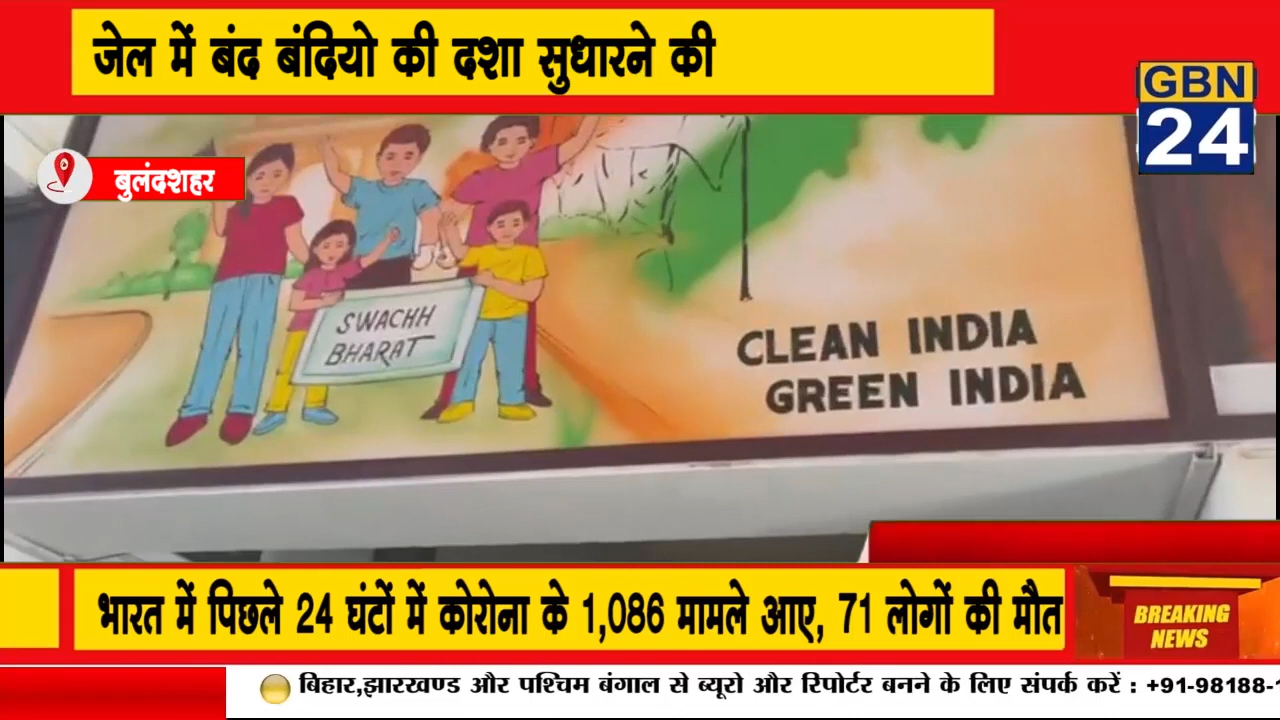 जेल में बंद बंदियो की दशा सुधारने की
GBN
24
बुलंदशहर
SWACHH
BHARAT
CLEAN INDIA
GREEN INDIA
भारत में पिछले 24 घंटों में कोरोना के 1,086 मामले आए, 71 लोगों की मौत
BREAKING
NEWS
बिहार,झारखण्ड और पश्चिम बंगाल से ब्यूरो और रिपोर्टर बनने के लिए संपर्क करें : +91-98188-